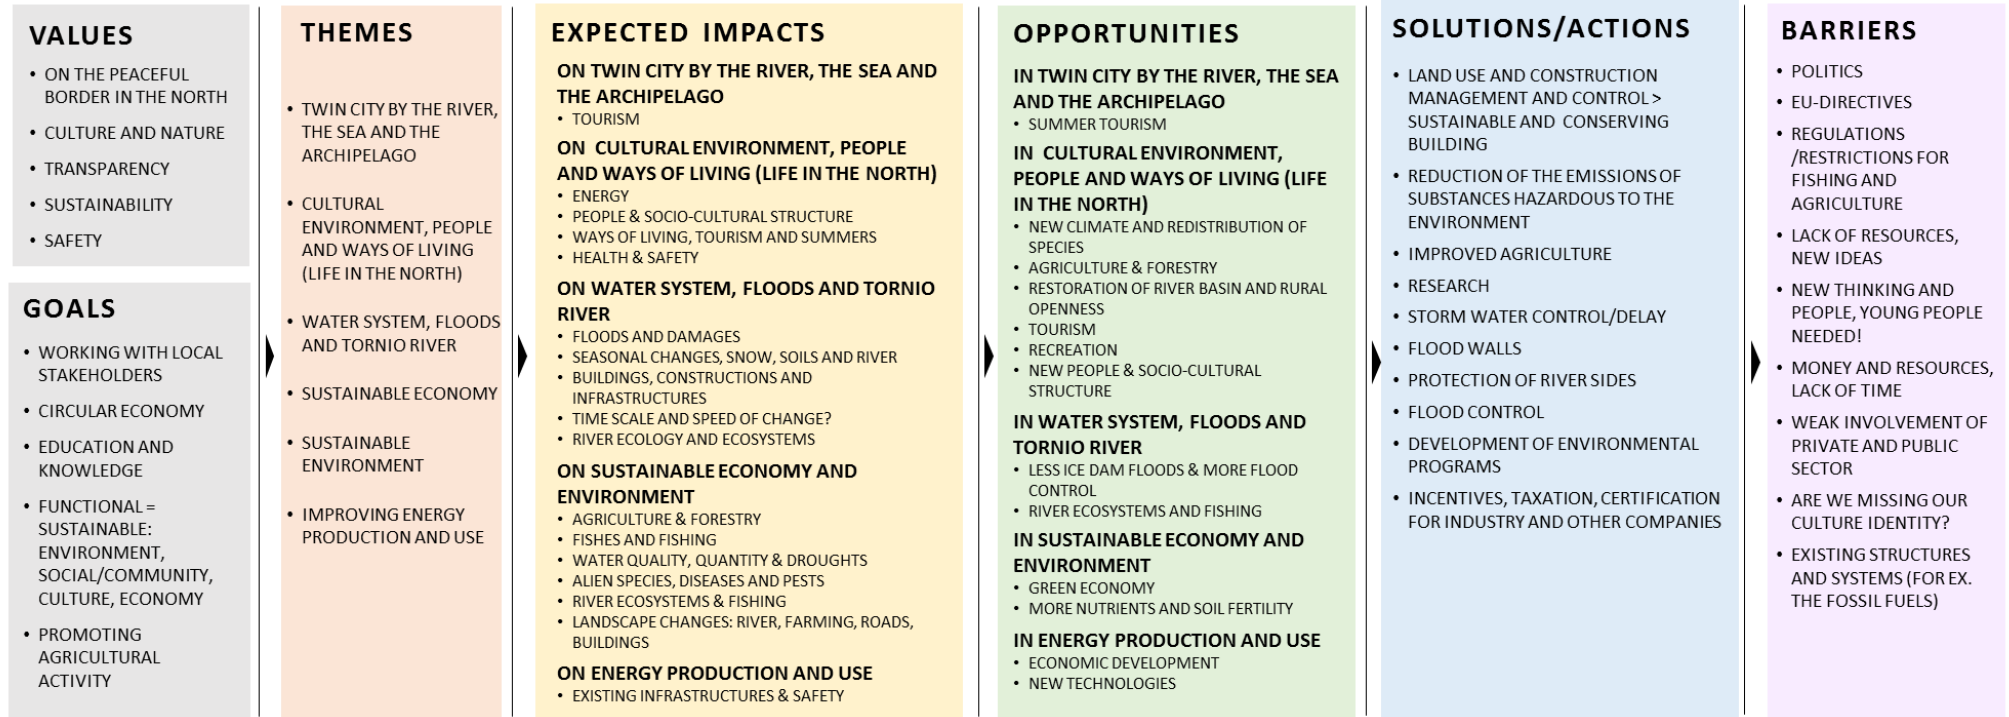 VALUES
• ON THE PEACEFUL
BORDER IN THE NORTH
• CULTURE AND NATURE
• TRANSPARENCY
• SUSTAINABILITY
• SAFETY
GOALS
• WORKING WITH LOCAL
STAKEHOLDERS
• CIRCULAR ECONOMY
• EDUCATION AND
KNOWLEDGE
• FUNCTIONAL =
SUSTAINABLE:
ENVIRONMENT,
SOCIAL/COMMUNITY,
CULTURE, ECONOMY
• PROMOTING
AGRICULTURAL
ACTIVITY
THEMES
• TWIN CITY BY THE RIVER,
THE SEA AND THE
ARCHIPELAGO
• CULTURAL
ENVIRONMENT, PEOPLE
AND WAYS OF LIVING
(LIFE IN THE NORTH)
• WATER SYSTEM, FLOODS
AND TORNIO RIVER
• SUSTAINABLE ECONOMY
• SUSTAINABLE
ENVIRONMENT
• IMPROVING ENERGY
PRODUCTION AND USE
EXPECTED IMPACTS
ON TWIN CITY BY THE RIVER, THE SEA AND
THE ARCHIPELAGO
• TOURISM
ON CULTURAL ENVIRONMENT, PEOPLE
AND WAYS OF LIVING (LIFE IN THE NORTH)
• ENERGY
• PEOPLE & SOCIO-CULTURAL STRUCTURE
• WAYS OF LIVING, TOURISM AND SUMMERS
• HEALTH & SAFETY
ON WATER SYSTEM, FLOODS AND TORNIO
RIVER
• FLOODS AND DAMAGES
• SEASONAL CHANGES, SNOW, SOILS AND RIVER
• BUILDINGS, CONSTRUCTIONS AND
INFRASTRUCTURES
• TIME SCALE AND SPEED OF CHANGE?
• RIVER ECOLOGY AND ECOSYSTEMS
ON SUSTAINABLE ECONOMY AND
ENVIRONMENT
• AGRICULTURE & FORESTRY
• FISHES AND FISHING
• WATER QUALITY, QUANTITY & DROUGHTS
• ALIEN SPECIES, DISEASES AND PESTS
• RIVER ECOSYSTEMS & FISHING
• LANDSCAPE CHANGES: RIVER, FARMING, ROADS,
BUILDINGS
ON ENERGY PRODUCTION AND USE
• EXISTING INFRASTRUCTURES & SAFETY
OPPORTUNITIES
IN TWIN CITY BY THE RIVER, THE SEA
AND THE ARCHIPELAGO
• SUMMER TOURISM
IN CULTURAL ENVIRONMENT,
PEOPLE AND WAYS OF LIVING (LIFE
IN THE NORTH)
• NEW CLIMATE AND REDISTRIBUTION OF
SPECIES
• AGRICULTURE & FORESTRY
• RESTORATION OF RIVER BASIN AND RURAL
OPENNESS
• TOURISM
• RECREATION
• NEW PEOPLE & SOCIO-CULTURAL
STRUCTURE
IN WATER SYSTEM, FLOODS AND
TORNIO RIVER
• LESS ICE DAM FLOODS & MORE FLOOD
CONTROL
• RIVER ECOSYSTEMS AND FISHING
IN SUSTAINABLE ECONOMY AND
ENVIRONMENT
• GREEN ECONOMY
• MORE NUTRIENTS AND SOIL FERTILITY
IN ENERGY PRODUCTION AND USE
• ECONOMIC DEVELOPMENT
• NEW TECHNOLOGIES
SOLUTIONS/ACTIONS
• LAND USE AND CONSTRUCTION
MANAGEMENT AND CONTROL >
SUSTAINABLE AND CONSERVING
BUILDING
• REDUCTION OF THE EMISSIONS OF
SUBSTANCES HAZARDOUS TO THE
ENVIRONMENT
• IMPROVED AGRICULTURE
• RESEARCH
• STORM WATER CONTROL/DELAY
• FLOOD WALLS
• PROTECTION OF RIVER SIDES
• FLOOD CONTROL
• DEVELOPMENT OF ENVIRONMENTAL
PROGRAMS
• INCENTIVES, TAXATION, CERTIFICATION
FOR INDUSTRY AND OTHER COMPANIES
BARRIERS
• POLITICS
• EU-DIRECTIVES
• REGULATIONS
/RESTRICTIONS FOR
FISHING AND
AGRICULTURE
• LACK OF RESOURCES,
NEW IDEAS
• NEW THINKING AND
PEOPLE, YOUNG PEOPLE
NEEDED!
• MONEY AND RESOURCES,
LACK OF TIME
• WEAK INVOLVEMENT OF
PRIVATE AND PUBLIC
SECTOR
• ARE WE MISSING OUR
CULTURE IDENTITY?
• EXISTING STRUCTURES
AND SYSTEMS (FOR EX.
THE FOSSIL FUELS)